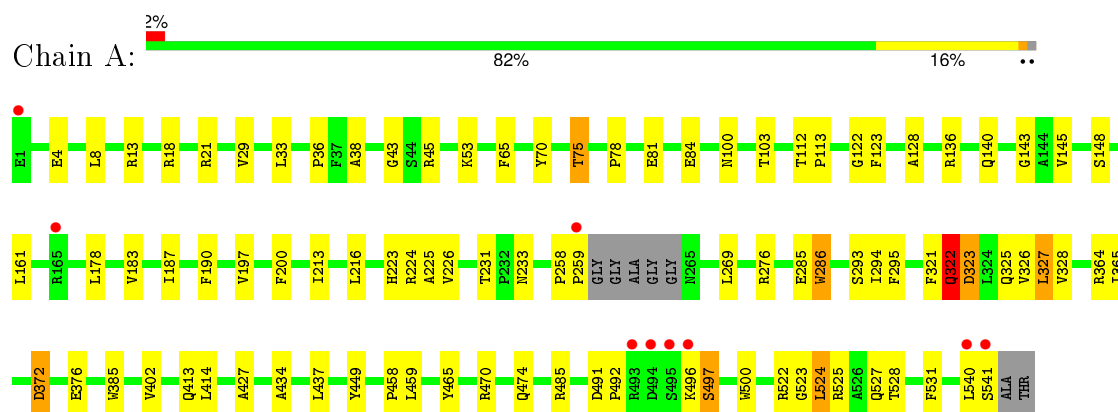 2%
Chain A:
82% 16% ••
E1 E4 L8 R13 R18 R21 V29 L33 P36 F37 A38 G43 S44 R45 K53 F65 Y70 T75 P78 E81 E84 N100 T103 T112 P113 G122 F123 A128 R136 Q140 G143 A144 V145 S148
L161 R165 L178 V183 I187 F190 V197 F200 I213 L216 H223 R224 A225 V226 T231 P232 N233 P258 P259 GLY GLY ALA GLY GLY N265 L269 R276 E285 W286 S293 I294 F295 F321 Q322 D323 L324 Q325 V326 L327 V328 R364 I365
D372 E376 W385 V402 Q413 L414 A427 A434 L437 Y449 P458 L459 Y465 R470 Q474 R485 D491 P492 R493 D494 S495 K496 S497 W500 R522 G523 L524 R525 A526 Q527 T528 F531 L540 S541 ALA THR